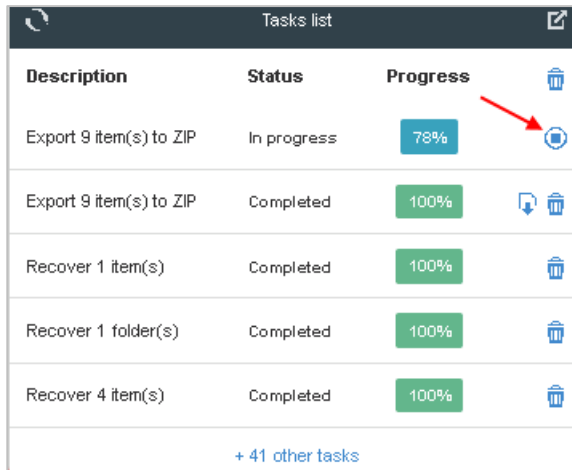 Tasks list
Description Status Progress
Export 9 item(s) to ZIP In progress 78%
Export 9 item(s) to ZIP Completed 100%
Recover 1 item(s) Completed 100%
Recover 1 folder(s) Completed 100%
Recover 4 item(s) Completed 100%
+ 41 other tasks